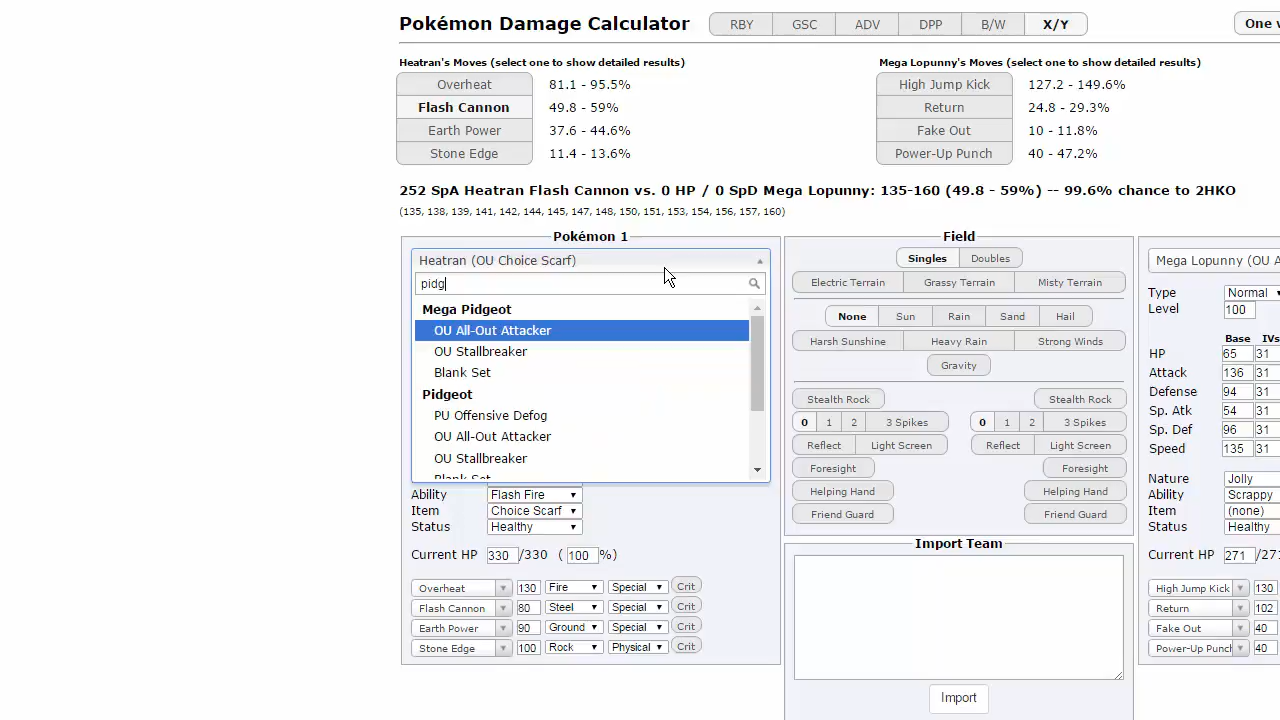 Pokémon Damage Calculator RBY GSC ADV DPP B/W X/Y One v
Heatran's Moves (select one to show detailed results)
Overheat 81.1 - 95.5%
Flash Cannon 49.8 - 59%
Earth Power 37.6 - 44.6%
Stone Edge 11.4 - 13.6%
Mega Lopunny's Moves (select one to show detailed results)
High Jump Kick 127.2 - 149.6%
Return 24.8 - 29.3%
Fake Out 10 - 11.8%
Power-Up Punch 40 - 47.2%
252 SpA Heatran Flash Cannon vs. 0 HP / 0 SpD Mega Lopunny: 135-160 (49.8 - 59%) -- 99.6% chance to 2HKO
(135, 138, 139, 141, 142, 144, 145, 147, 148, 150, 151, 153, 154, 156, 157, 160)
Pokémon 1
Heatran (OU Choice Scarf)
pidg
Mega Pidgeot
OU All-Out Attacker
OU Stallbreaker
Blank Set
Pidgeot
PU Offensive Defog
OU All-Out Attacker
OU Stallbreaker
Blank Set
Ability Flash Fire
Item Choice Scarf
Status Healthy
Current HP 330 /330 ( 100 %)
Overheat 130 Fire Special Crit
Flash Cannon 80 Steel Special Crit
Earth Power 90 Ground Special Crit
Stone Edge 100 Rock Physical Crit
Field
Singles Doubles
Electric Terrain Grassy Terrain Misty Terrain
None Sun Rain Sand Hail
Harsh Sunshine Heavy Rain Strong Winds
Gravity
Stealth Rock Stealth Rock
0 1 2 3 Spikes 0 1 2 3 Spikes
Reflect Light Screen Reflect Light Screen
Foresight Foresight
Helping Hand Helping Hand
Friend Guard Friend Guard
Import Team
Import
Mega Lopunny (OU A
Type Normal
Level 100
Base IVs
HP 65 31
Attack 136 31
Defense 94 31
Sp. Atk 54 31
Sp. Def 96 31
Speed 135 31
Nature Jolly
Ability Scrappy
Item (none)
Status Healthy
Current HP 271 /271
High Jump Kick 130
Return 102
Fake Out 40
Power-Up Punch 40